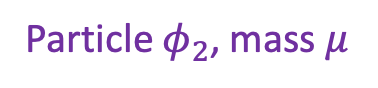 Particle ϕ₂, mass μ